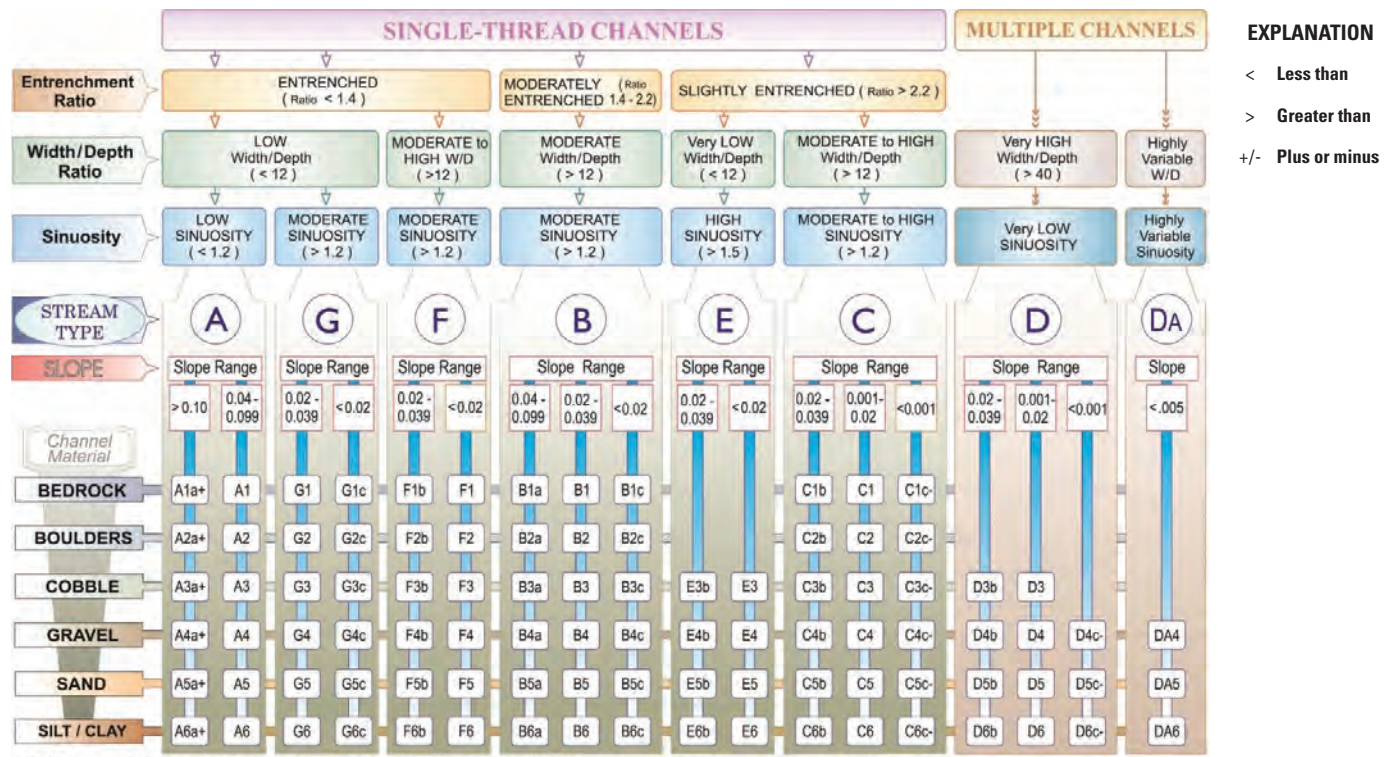 SINGLE-THREAD CHANNELS
MULTIPLE CHANNELS
EXPLANATION
< Less than
> Greater than
+/- Plus or minus
Entrenchment
Ratio
ENTRENCHED
( Ratio < 1.4 )
MODERATELY (Ratio
ENTRENCHED 1.4 - 2.2)
SLIGHTLY ENTRENCHED ( Ratio > 2.2 )
Width/Depth
Ratio
LOW
Width/Depth
( < 12 )
MODERATE to
HIGH W/D
( >12 )
MODERATE
Width/Depth
( > 12 )
Very LOW
Width/Depth
( < 12 )
MODERATE to HIGH
Width/Depth
( > 12 )
Very HIGH
Width/Depth
( > 40 )
Highly
Variable
W/D
Sinuosity
LOW
SINUOSITY
( < 1.2 )
MODERATE
SINUOSITY
( > 1.2 )
MODERATE
SINUOSITY
( > 1.2 )
MODERATE
SINUOSITY
( > 1.2 )
HIGH
SINUOSITY
( > 1.5 )
MODERATE to HIGH
SINUOSITY
( > 1.2 )
Very LOW
SINUOSITY
Highly
Variable
Sinuosity
STREAM
TYPE
A G F B E C D DA
SLOPE
Slope Range Slope Range Slope Range Slope Range Slope Range Slope Range Slope Range Slope
> 0.10
0.04 -
0.099
0.02 -
0.039
<0.02
0.02 -
0.039
<0.02
0.04 -
0.099
0.02 -
0.039
<0.02
0.02 -
0.039
<0.02
0.02 -
0.039
0.001-
0.02
<0.001
0.02 -
0.039
0.001-
0.02
<0.001
<.005
Channel
Material
BEDROCK A1a+ A1 G1 G1c F1b F1 B1a B1 B1c C1b C1 C1c-
BOULDERS A2a+ A2 G2 G2c F2b F2 B2a B2 B2c C2b C2 C2c-
COBBLE A3a+ A3 G3 G3c F3b F3 B3a B3 B3c E3b E3 C3b C3 C3c- D3b D3
GRAVEL A4a+ A4 G4 G4c F4b F4 B4a B4 B4c E4b E4 C4b C4 C4c- D4b D4 D4c- DA4
SAND A5a+ A5 G5 G5c F5b F5 B5a B5 B5c E5b E5 C5b C5 C5c- D5b D5 D5c- DA5
SILT / CLAY A6a+ A6 G6 G6c F6b F6 B6a B6 B6c E6b E6 C6b C6 C6c- D6b D6 D6c- DA6